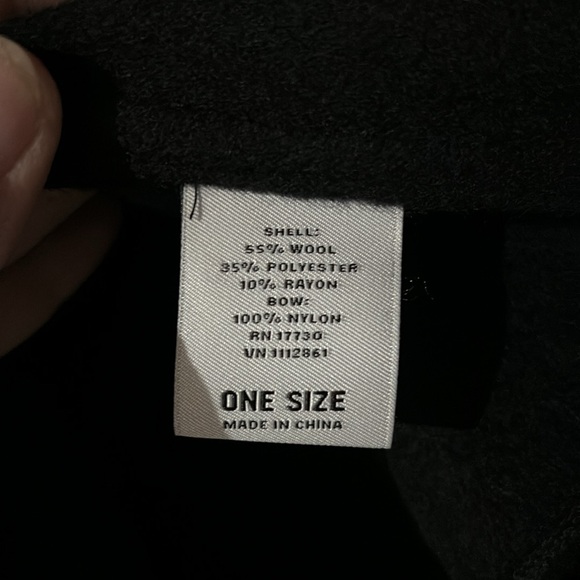 SHELL:
55% WOOL
35% POLYESTER
10% RAYON
BOW:
100% NYLON
RN 17730
VN 1112861
ONE SIZE
MADE IN CHINA